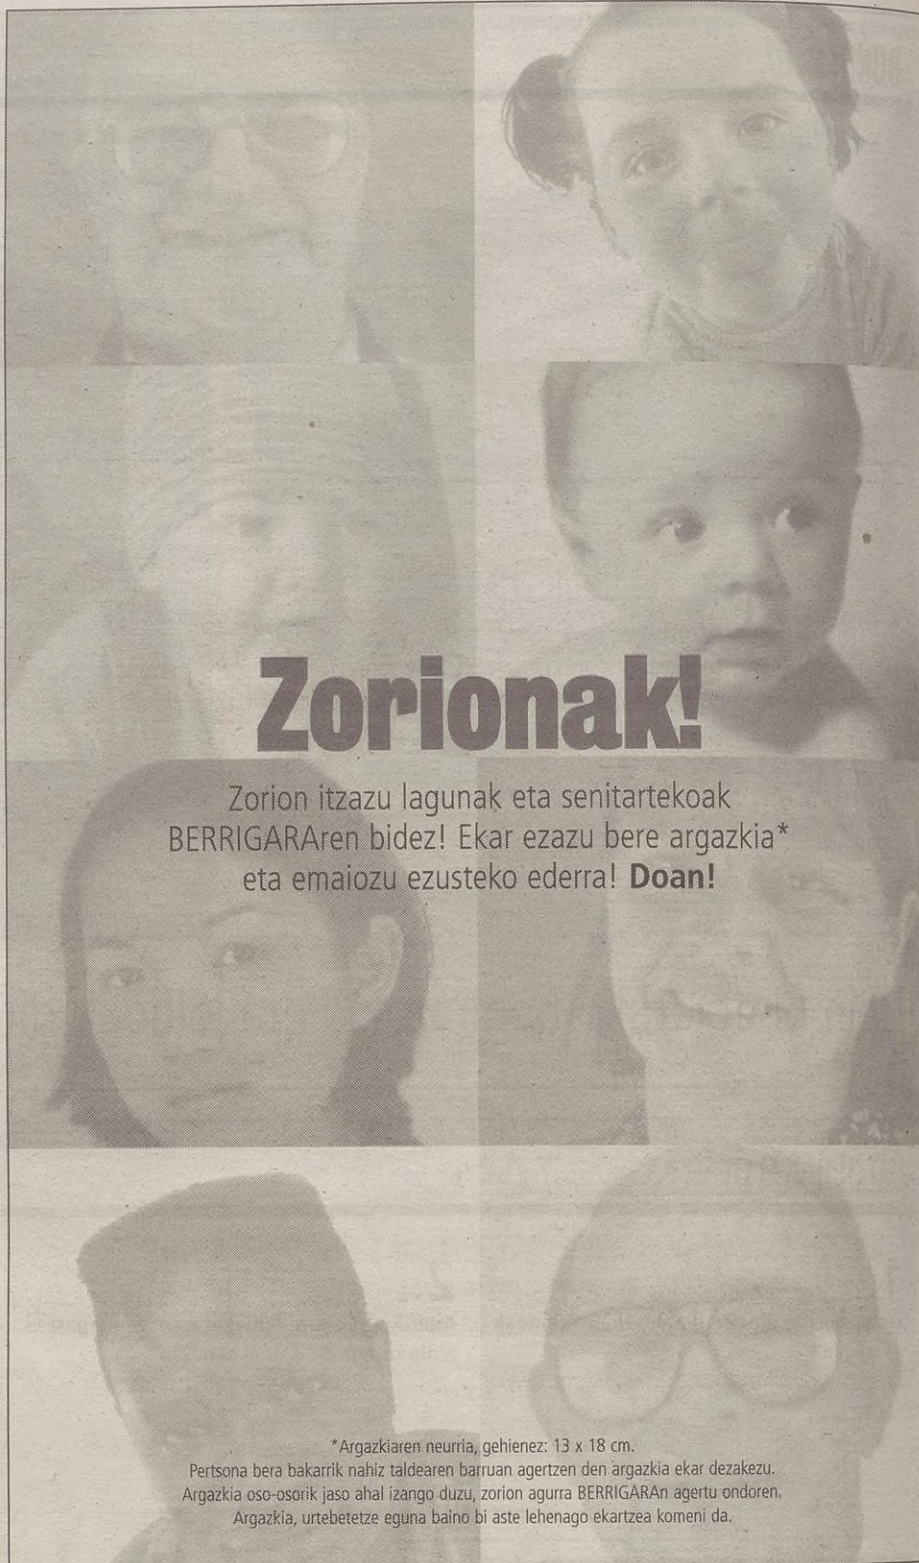 Zorionak!
Zorion itzazu lagunak eta senitartekoak
BERRIGARAren bidez! Ekar ezazu bere argazkia*
eta emaiozu ezusteko ederra! Doan!
*Argazkiaren neurria, gehienez: 13 x 18 cm.
Pertsona bera bakarrik nahiz taldearen barruan agertzen den argazkia ekar dezakezu.
Argazkia oso-osorik jaso ahal izango duzu, zorion agurra BERRIGARAn agertu ondoren.
Argazkia, urtebetetze eguna baino bi aste lehenago ekartzea komeni da.